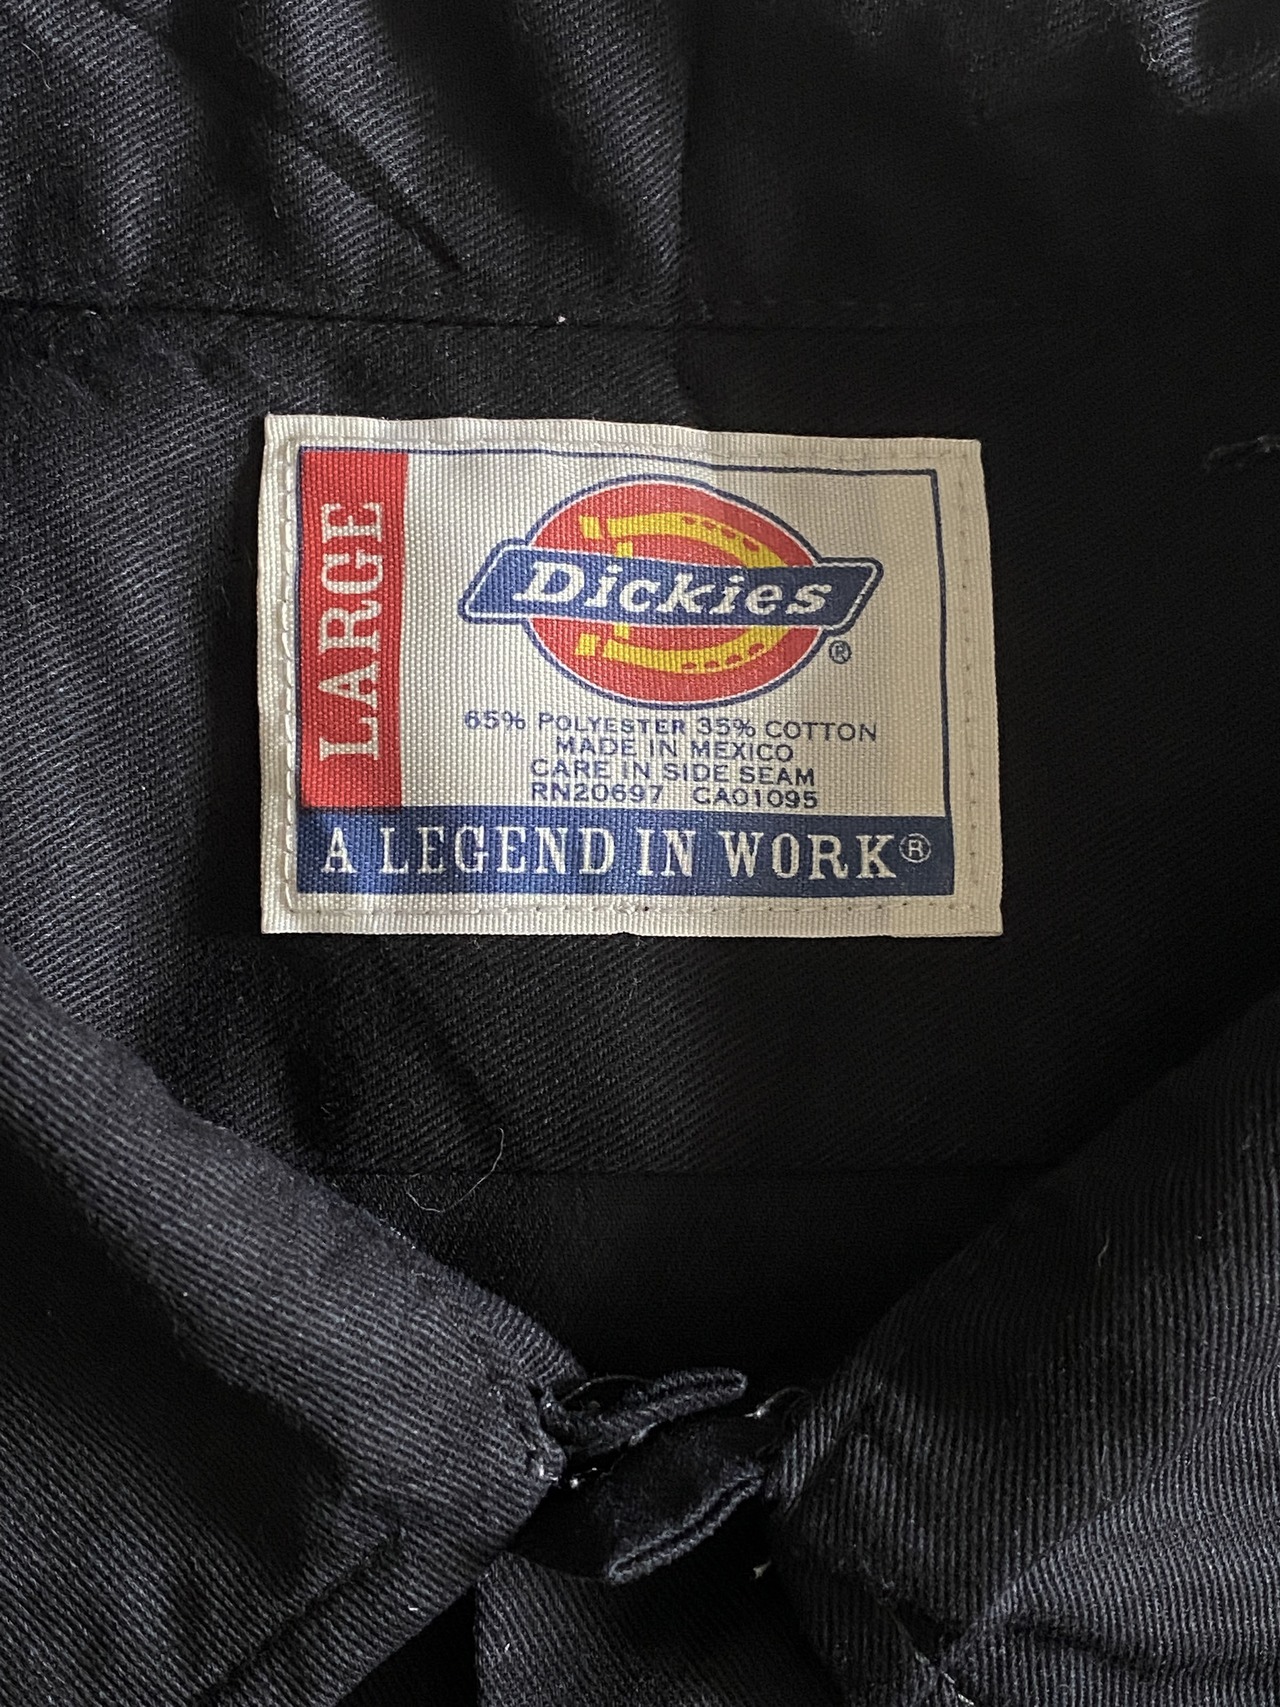 LARGE
Dickies®
65% POLYESTER 35% COTTON
MADE IN MEXICO
CARE IN SIDE SEAM
RN20697 CA01095
A LEGEND IN WORK®